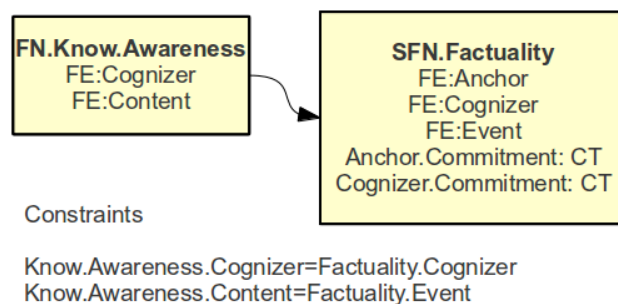 FN.Know.Awareness
FE:Cognizer
FE:Content
SFN.Factuality
FE:Anchor
FE:Cognizer
FE:Event
Anchor.Commitment: CT
Cognizer.Commitment: CT
Constraints
Know.Awareness.Cognizer=Factuality.Cognizer
Know.Awareness.Content=Factuality.Event